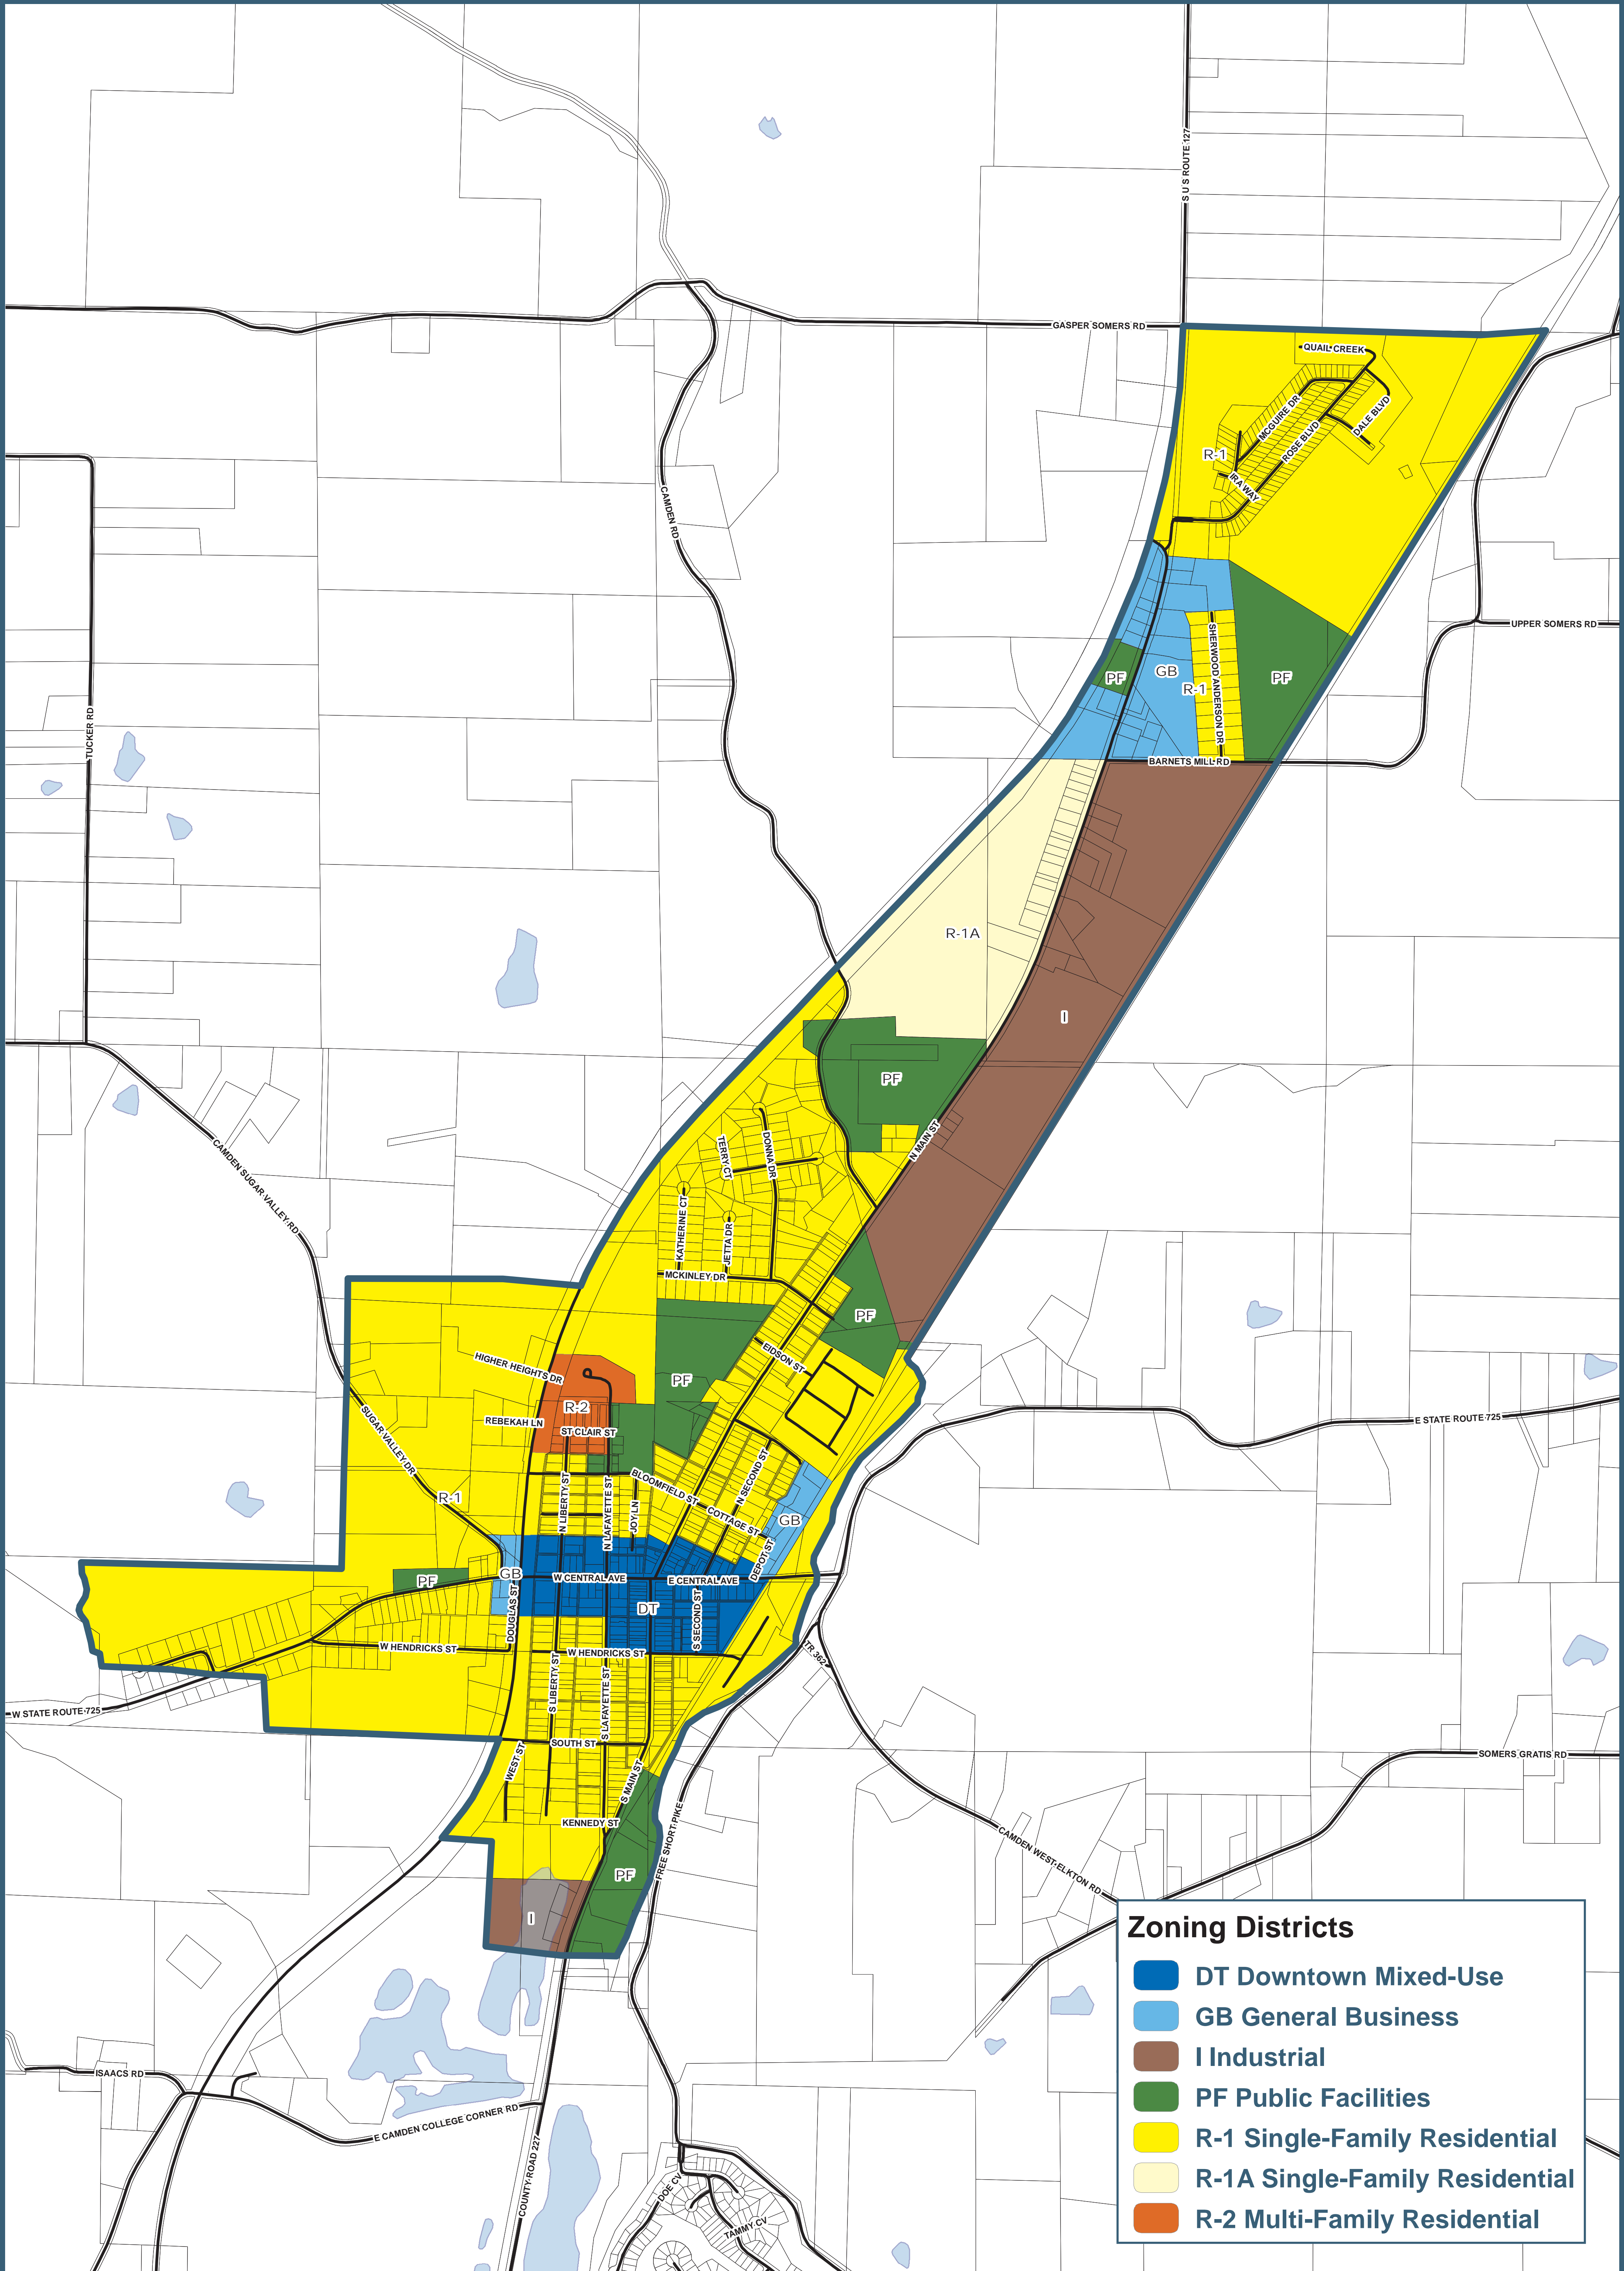 S U S ROUTE 127
GASPER SOMERS RD
QUAIL CREEK
MCGUIRE DR
DALE BLVD
ROSE BLVD
R-1
IRA WAY
CAMDEN RD
UPPER SOMERS RD
SHERWOOD ANDERSON DR
GB
PF
PF
R-1
TUCKER RD
BARNETS MILL RD
R-1A
I
PF
N MAIN ST
CAMDEN SUGAR VALLEY RD
TERRY CT
DONNA DR
KATHERINE CT
JETTA DR
MCKINLEY DR
PF
EIDSON ST
HIGHER HEIGHTS DR
PF
R-2
REBEKAH LN
ST CLAIR ST
E STATE ROUTE 725
SUGAR VALLEY DR
R-1
N LIBERTY ST
N LAFAYETTE ST
JOY LN
BLOOMFIELD ST
N SECOND ST
COTTAGE ST
GB
DEPOT ST
PF
GB
W CENTRAL AVE
E CENTRAL AVE
DOUGLAS ST
DT
S SECOND ST
W HENDRICKS ST
W HENDRICKS ST
TR 362
S LIBERTY ST
S LAFAYETTE ST
W STATE ROUTE 725
SOUTH ST
WEST ST
S MAIN ST
SOMERS GRATIS RD
KENNEDY ST
FREE SHORT PIKE
CAMDEN WEST ELKTON RD
PF
I
ISAACS RD
E CAMDEN COLLEGE CORNER RD
COUNTY ROAD 227
DOE CV
TAMMY CV
Zoning Districts
DT Downtown Mixed-Use
GB General Business
I Industrial
PF Public Facilities
R-1 Single-Family Residential
R-1A Single-Family Residential
R-2 Multi-Family Residential